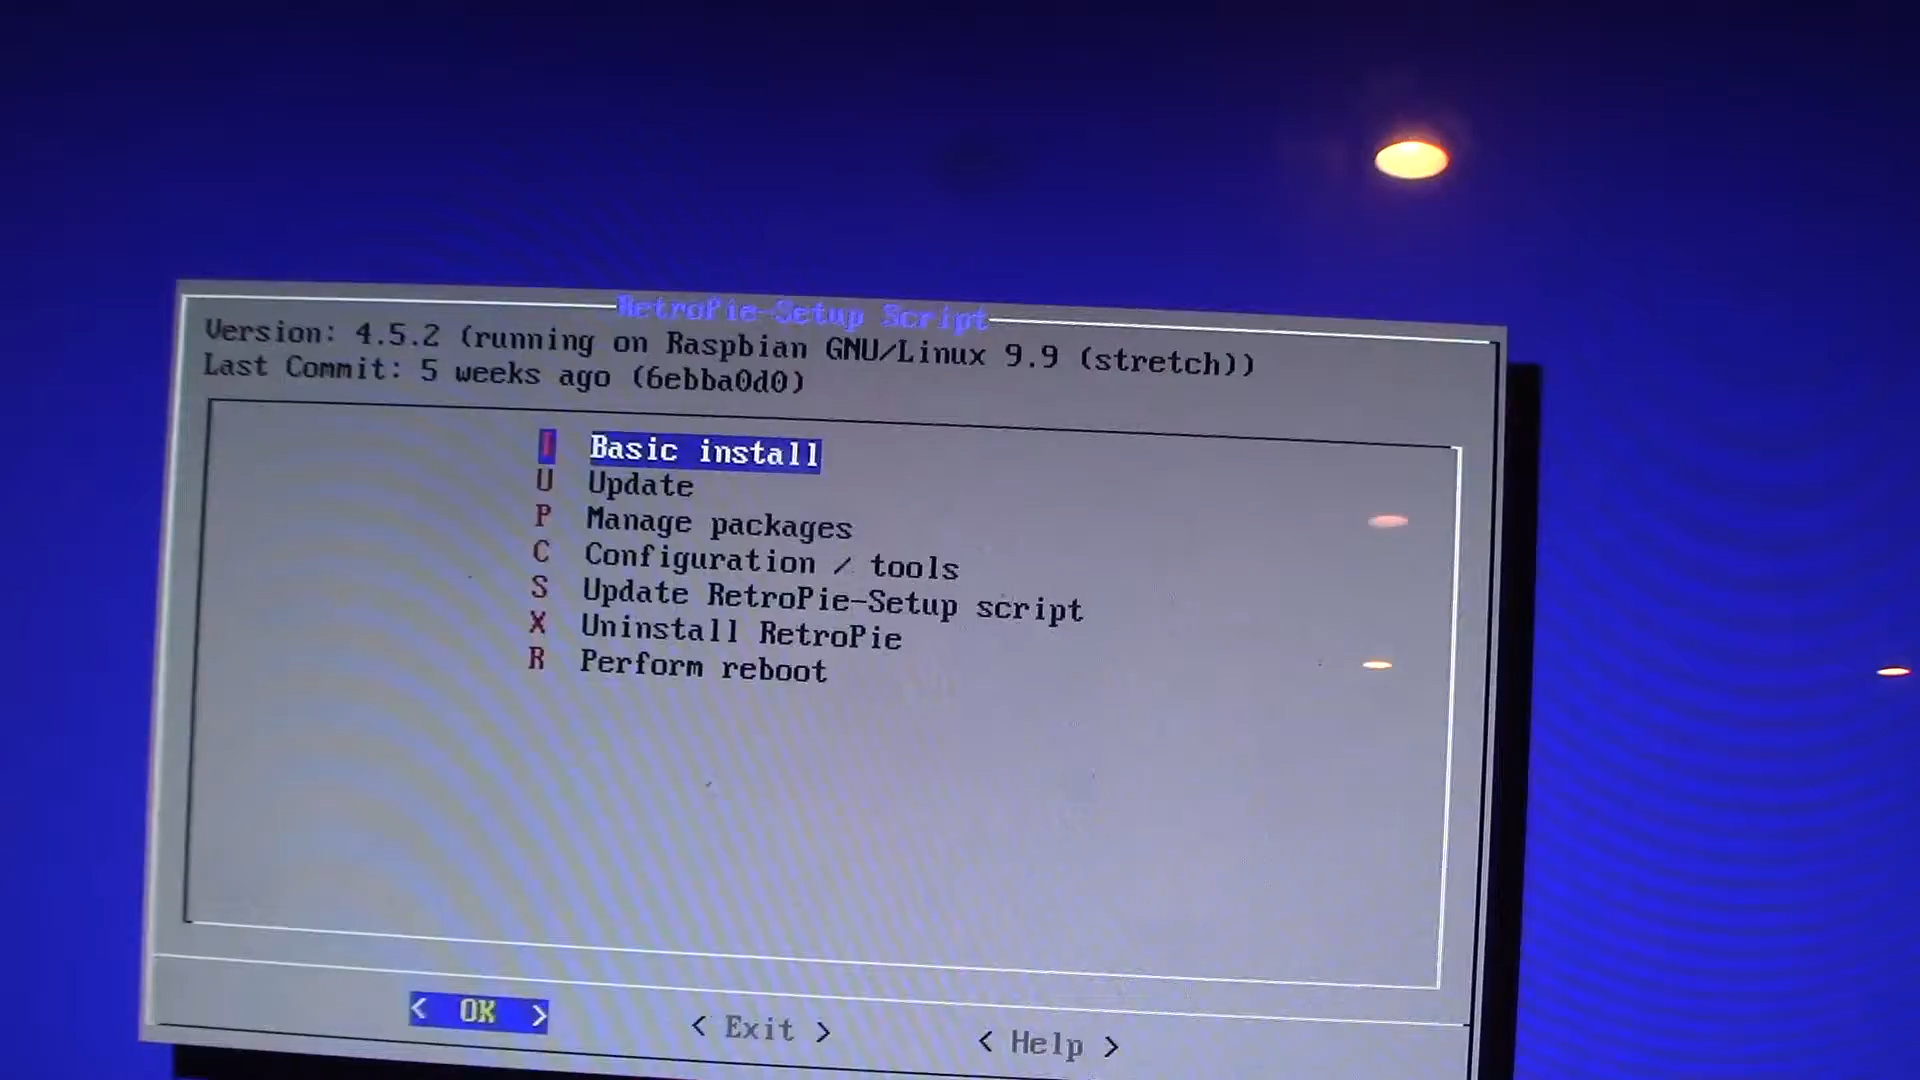 RetroPie-Setup Script
Version: 4.5.2 (running on Raspbian GNU/Linux 9.9 (stretch))
Last Commit: 5 weeks ago (6ebba0d0)
I Basic install
U Update
P Manage packages
C Configuration / tools
S Update RetroPie-Setup script
X Uninstall RetroPie
R Perform reboot
< OK > < Exit > < Help >